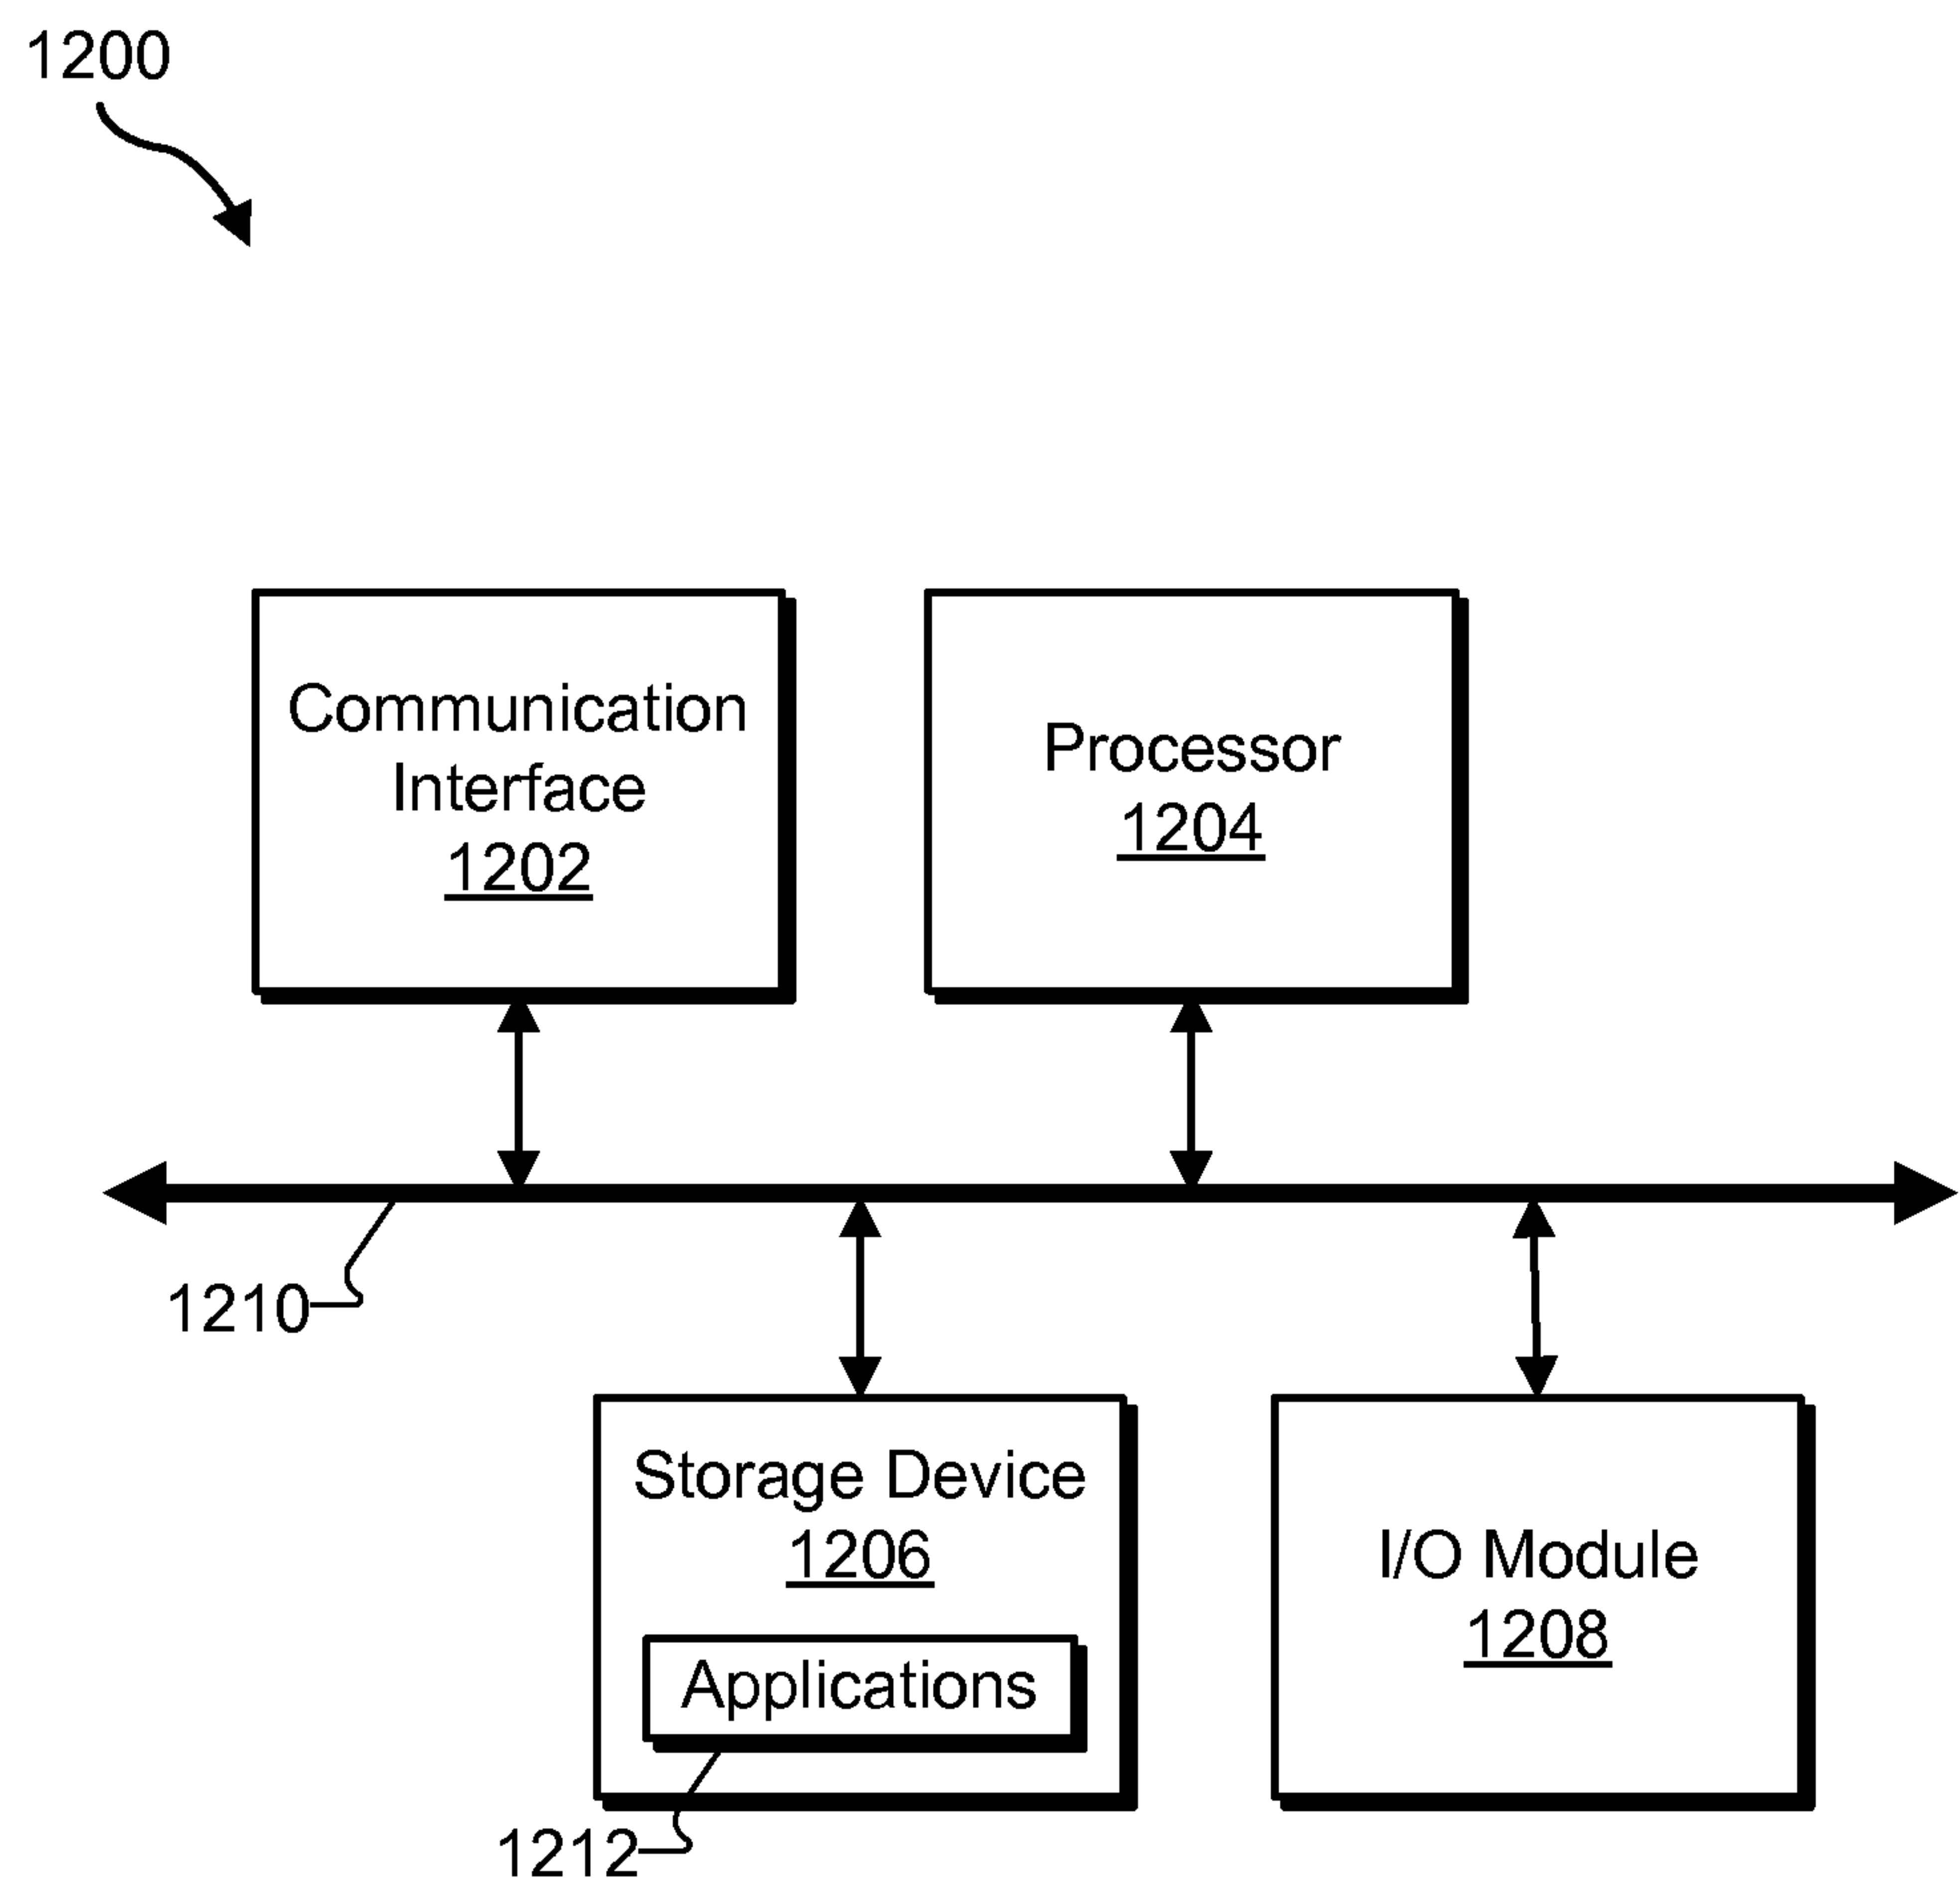 1200
Communication
Interface
1202
Processor
1204
1210
Storage Device
1206
Applications
1212
I/O Module
1208